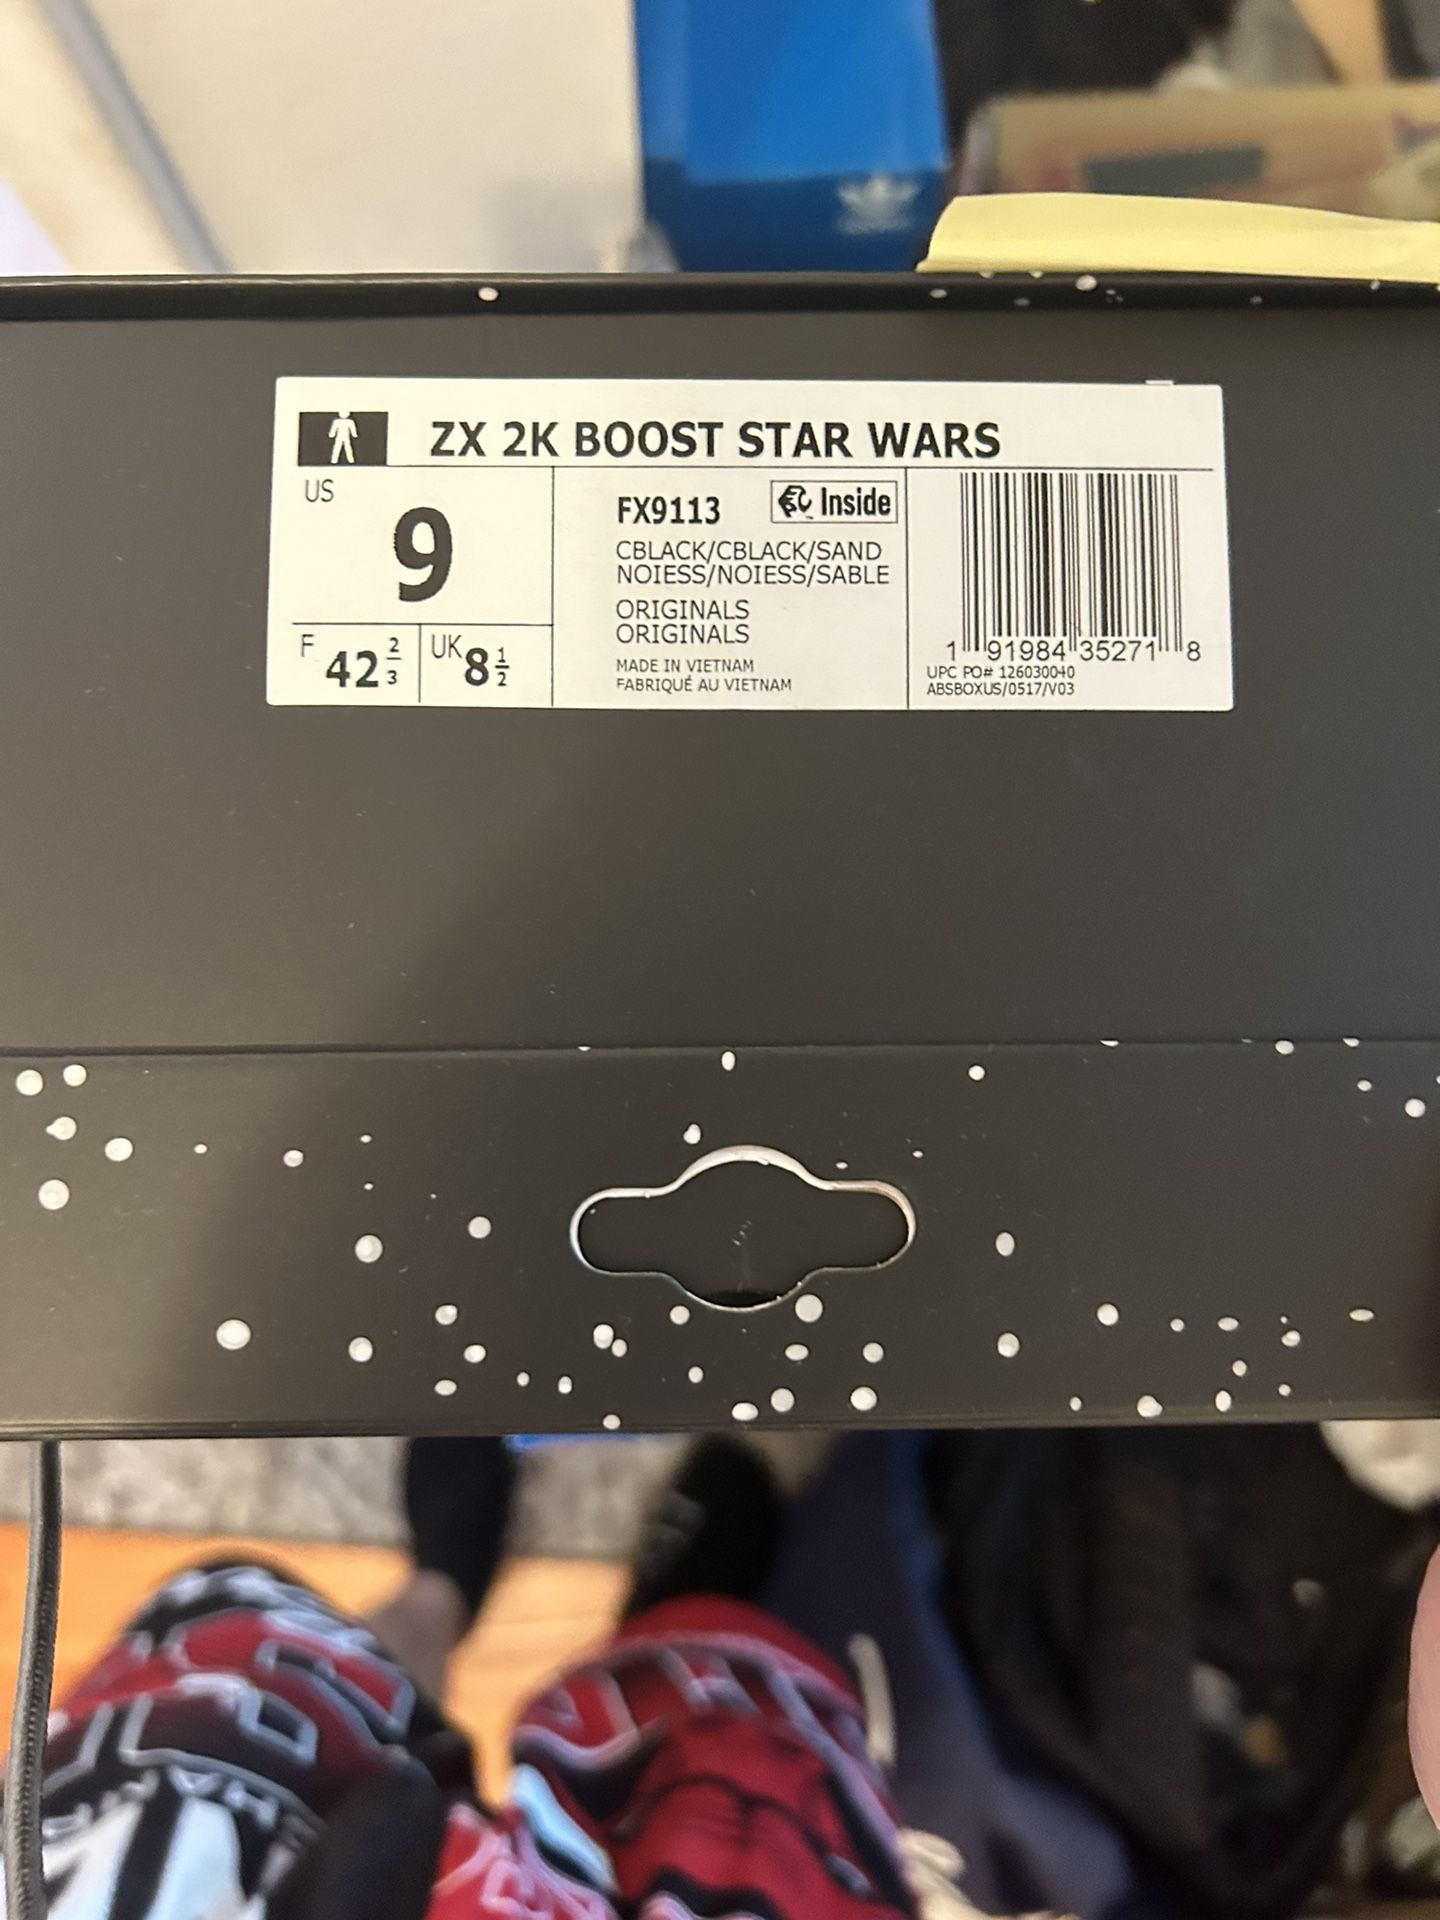 ZX 2K BOOST STAR WARS
US
9
F 42 2/3
UK 8 1/2
FX9113
Inside
CBLACK/CBLACK/SAND
NOIESS/NOIESS/SABLE
ORIGINALS
ORIGINALS
MADE IN VIETNAM
FABRIQUÉ AU VIETNAM
1 91984 35271 8
UPC PO# 126030040
ABSBOXUS/0517/V03